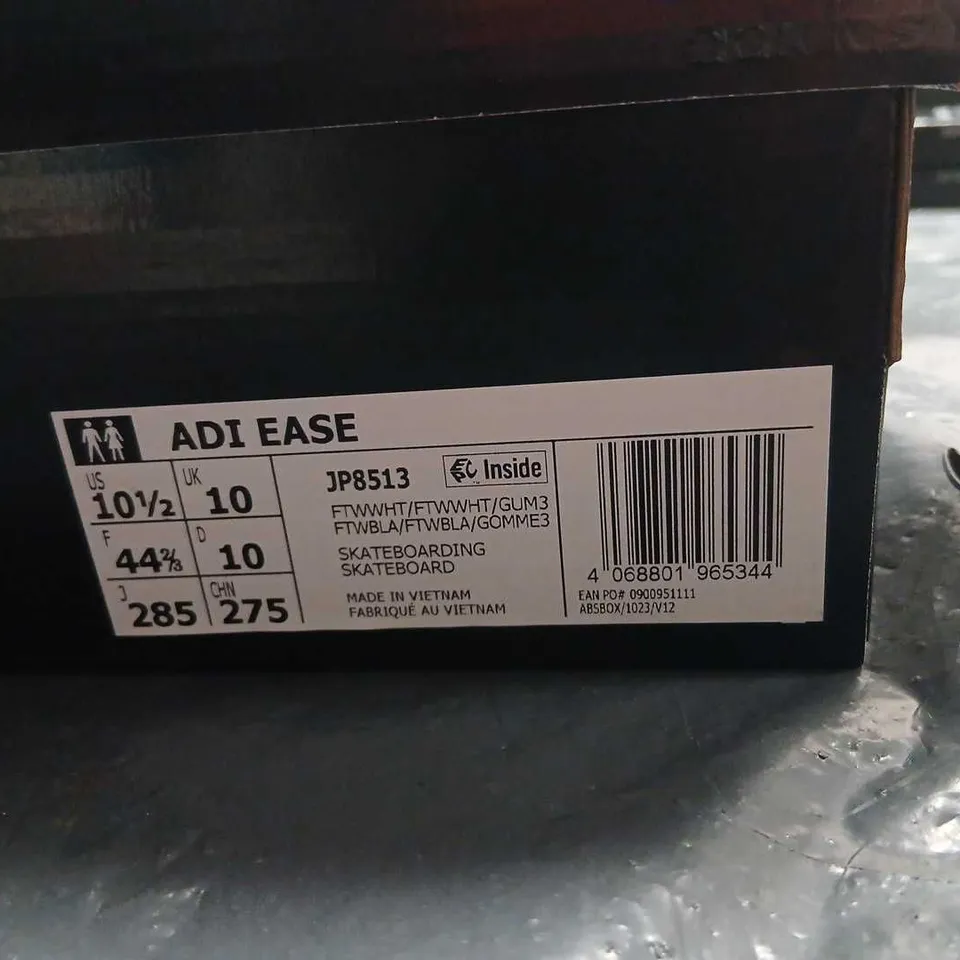 ADI EASE
US 10½ UK 10
F 44⅔ D 10
J 285 CHN 275
JP8513 Inside
FTWWHT/FTWWHT/GUM3
FTWBLA/FTWBLA/GOMME3
SKATEBOARDING
SKATEBOARD
MADE IN VIETNAM
FABRIQUÉ AU VIETNAM
4 068801 965344
EAN PO# 0900951111
ABSBOX/1023/V12